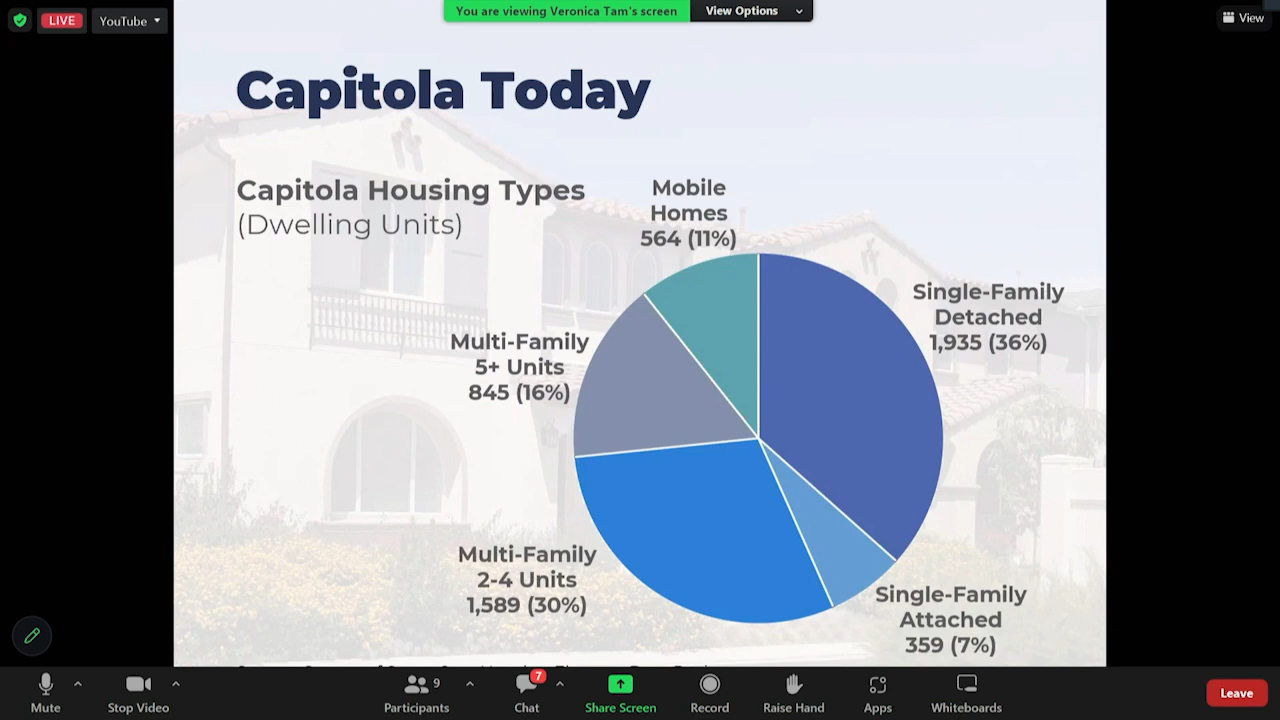 LIVE
YouTube
You are viewing Veronica Tam's screen
View Options
View
Capitola Today
Capitola Housing Types
(Dwelling Units)
Mobile
Homes
564 (11%)
Single-Family
Detached
1,935 (36%)
Multi-Family
5+ Units
845 (16%)
Multi-Family
2-4 Units
1,589 (30%)
Single-Family
Attached
359 (7%)
Mute
Stop Video
9
Participants
7
Chat
Share Screen
Record
Raise Hand
Apps
Whiteboards
Leave